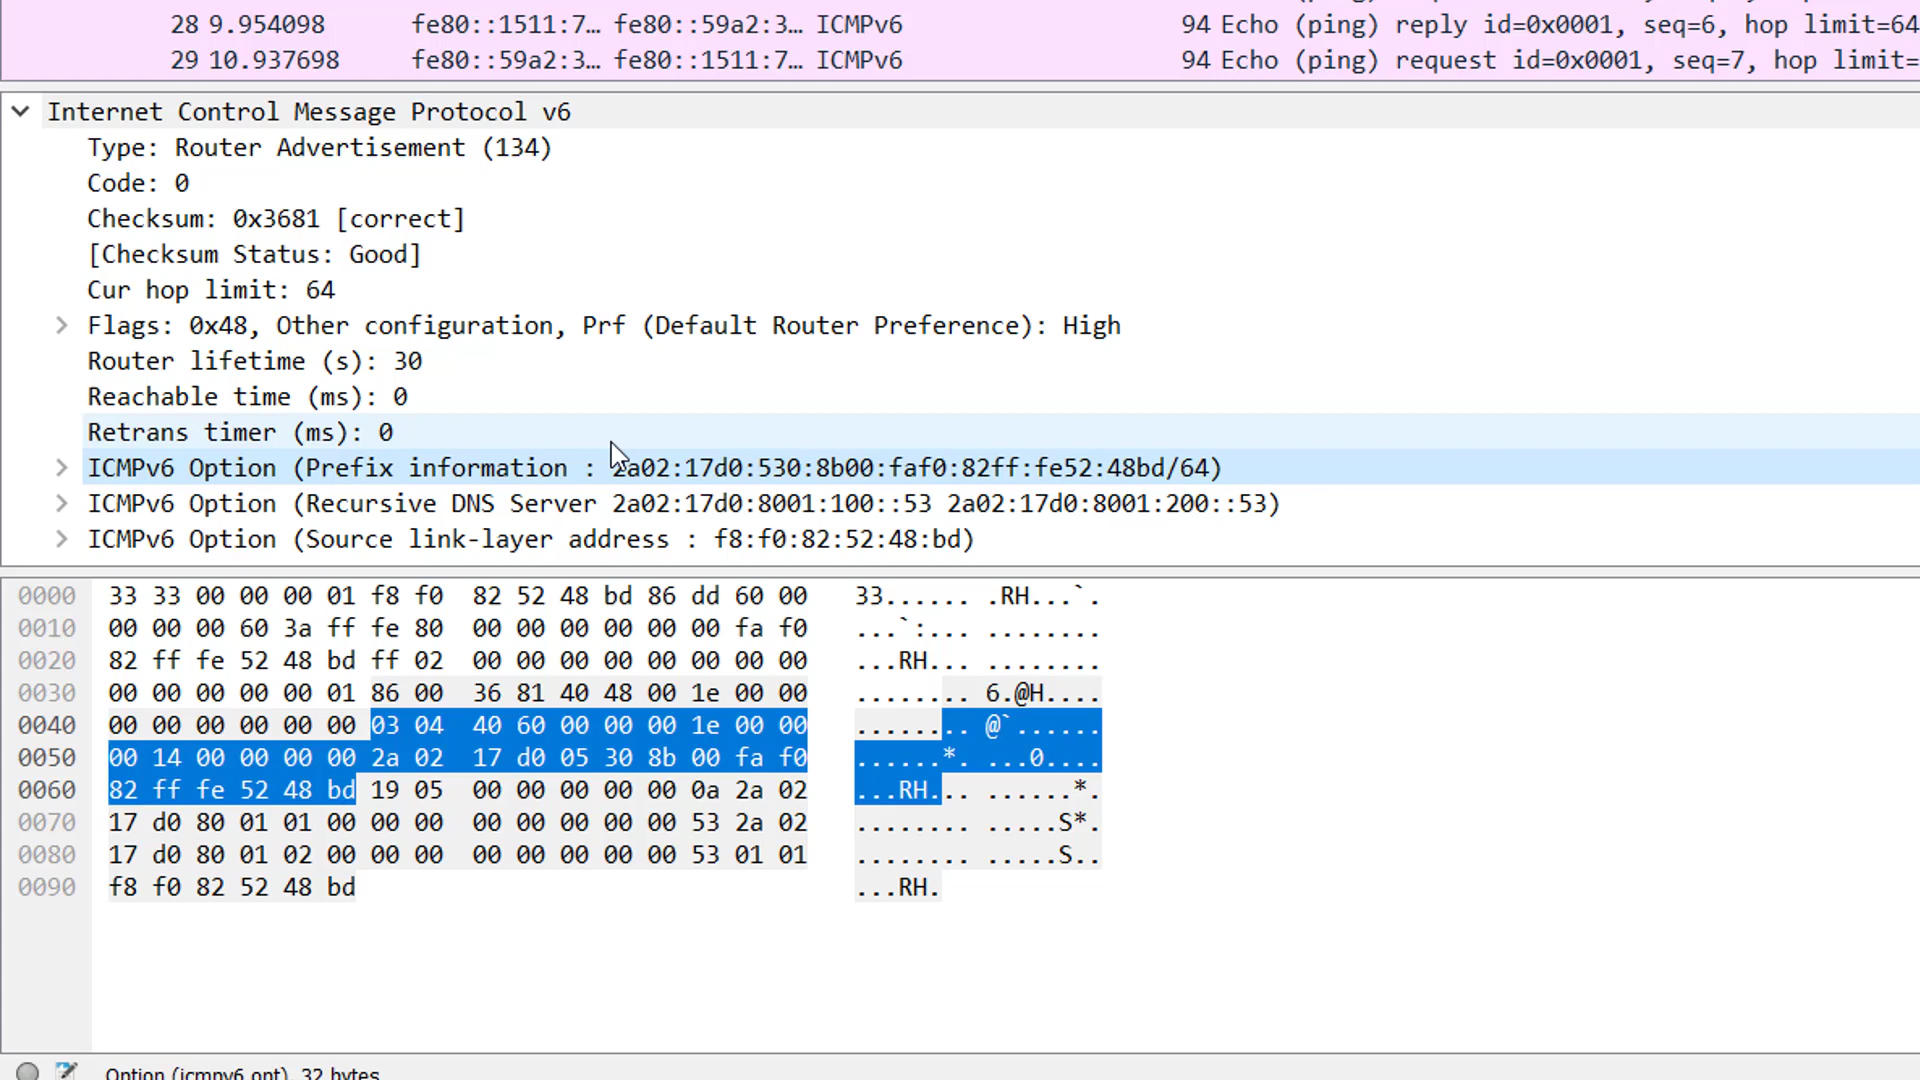 28 9.954098 fe80::1511:7… fe80::59a2:3… ICMPv6 94 Echo (ping) reply id=0x0001, seq=6, hop limit=64
29 10.937698 fe80::59a2:3… fe80::1511:7… ICMPv6 94 Echo (ping) request id=0x0001, seq=7, hop limit=
Internet Control Message Protocol v6
Type: Router Advertisement (134)
Code: 0
Checksum: 0x3681 [correct]
[Checksum Status: Good]
Cur hop limit: 64
Flags: 0x48, Other configuration, Prf (Default Router Preference): High
Router lifetime (s): 30
Reachable time (ms): 0
Retrans timer (ms): 0
ICMPv6 Option (Prefix information : 2a02:17d0:530:8b00:faf0:82ff:fe52:48bd/64)
ICMPv6 Option (Recursive DNS Server 2a02:17d0:8001:100::53 2a02:17d0:8001:200::53)
ICMPv6 Option (Source link-layer address : f8:f0:82:52:48:bd)
0000 33 33 00 00 00 01 f8 f0 82 52 48 bd 86 dd 60 00 33...... .RH...`.
0010 00 00 00 60 3a ff fe 80 00 00 00 00 00 00 fa f0 ...`:... ........
0020 82 ff fe 52 48 bd ff 02 00 00 00 00 00 00 00 00 ...RH... ........
0030 00 00 00 00 00 01 86 00 36 81 40 48 00 1e 00 00 ........ 6.@H....
0040 00 00 00 00 00 00 03 04 40 60 00 00 00 1e 00 00 ........ @`......
0050 00 14 00 00 00 00 2a 02 17 d0 05 30 8b 00 fa f0 ......*. ...0....
0060 82 ff fe 52 48 bd 19 05 00 00 00 00 00 0a 2a 02 ...RH... ......*.
0070 17 d0 80 01 01 00 00 00 00 00 00 00 00 53 2a 02 ........ .....S*.
0080 17 d0 80 01 02 00 00 00 00 00 00 00 00 53 01 01 ........ .....S..
0090 f8 f0 82 52 48 bd ...RH.
Option (icmpv6.opt), 32 bytes